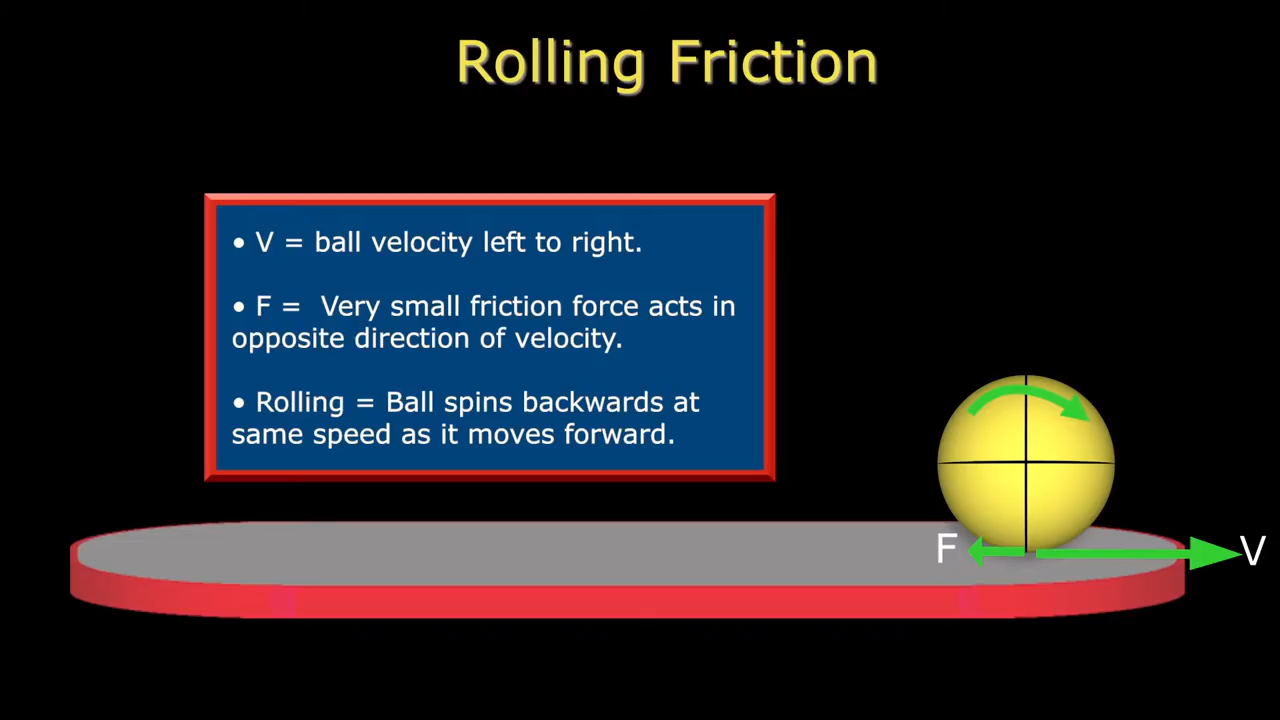 Rolling Friction
• V = ball velocity left to right.
• F =  Very small friction force acts in
opposite direction of velocity.
• Rolling = Ball spins backwards at
same speed as it moves forward.
F
V